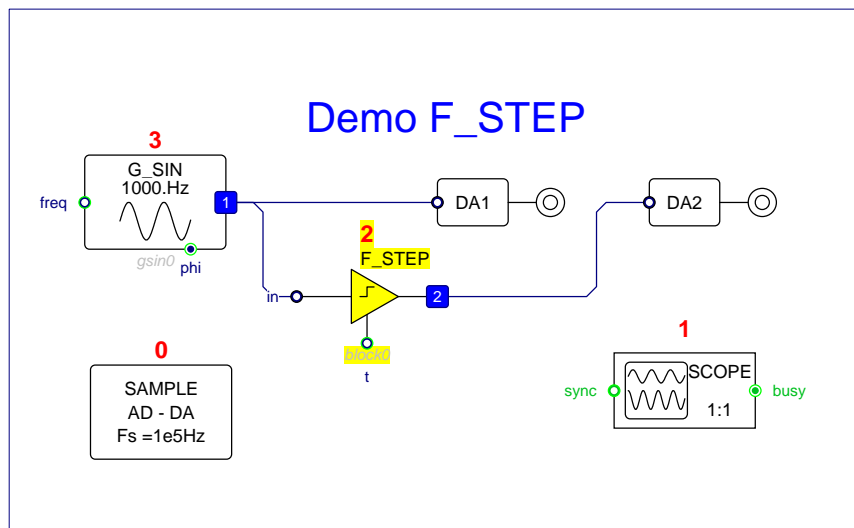 Demo F_STEP
3
G_SIN
1000.Hz
freq
1
gsin0
phi
DA1
DA2
2
F_STEP
in
2
block0
t
0
SAMPLE
AD - DA
Fs =1e5Hz
1
SCOPE
sync
1:1
busy